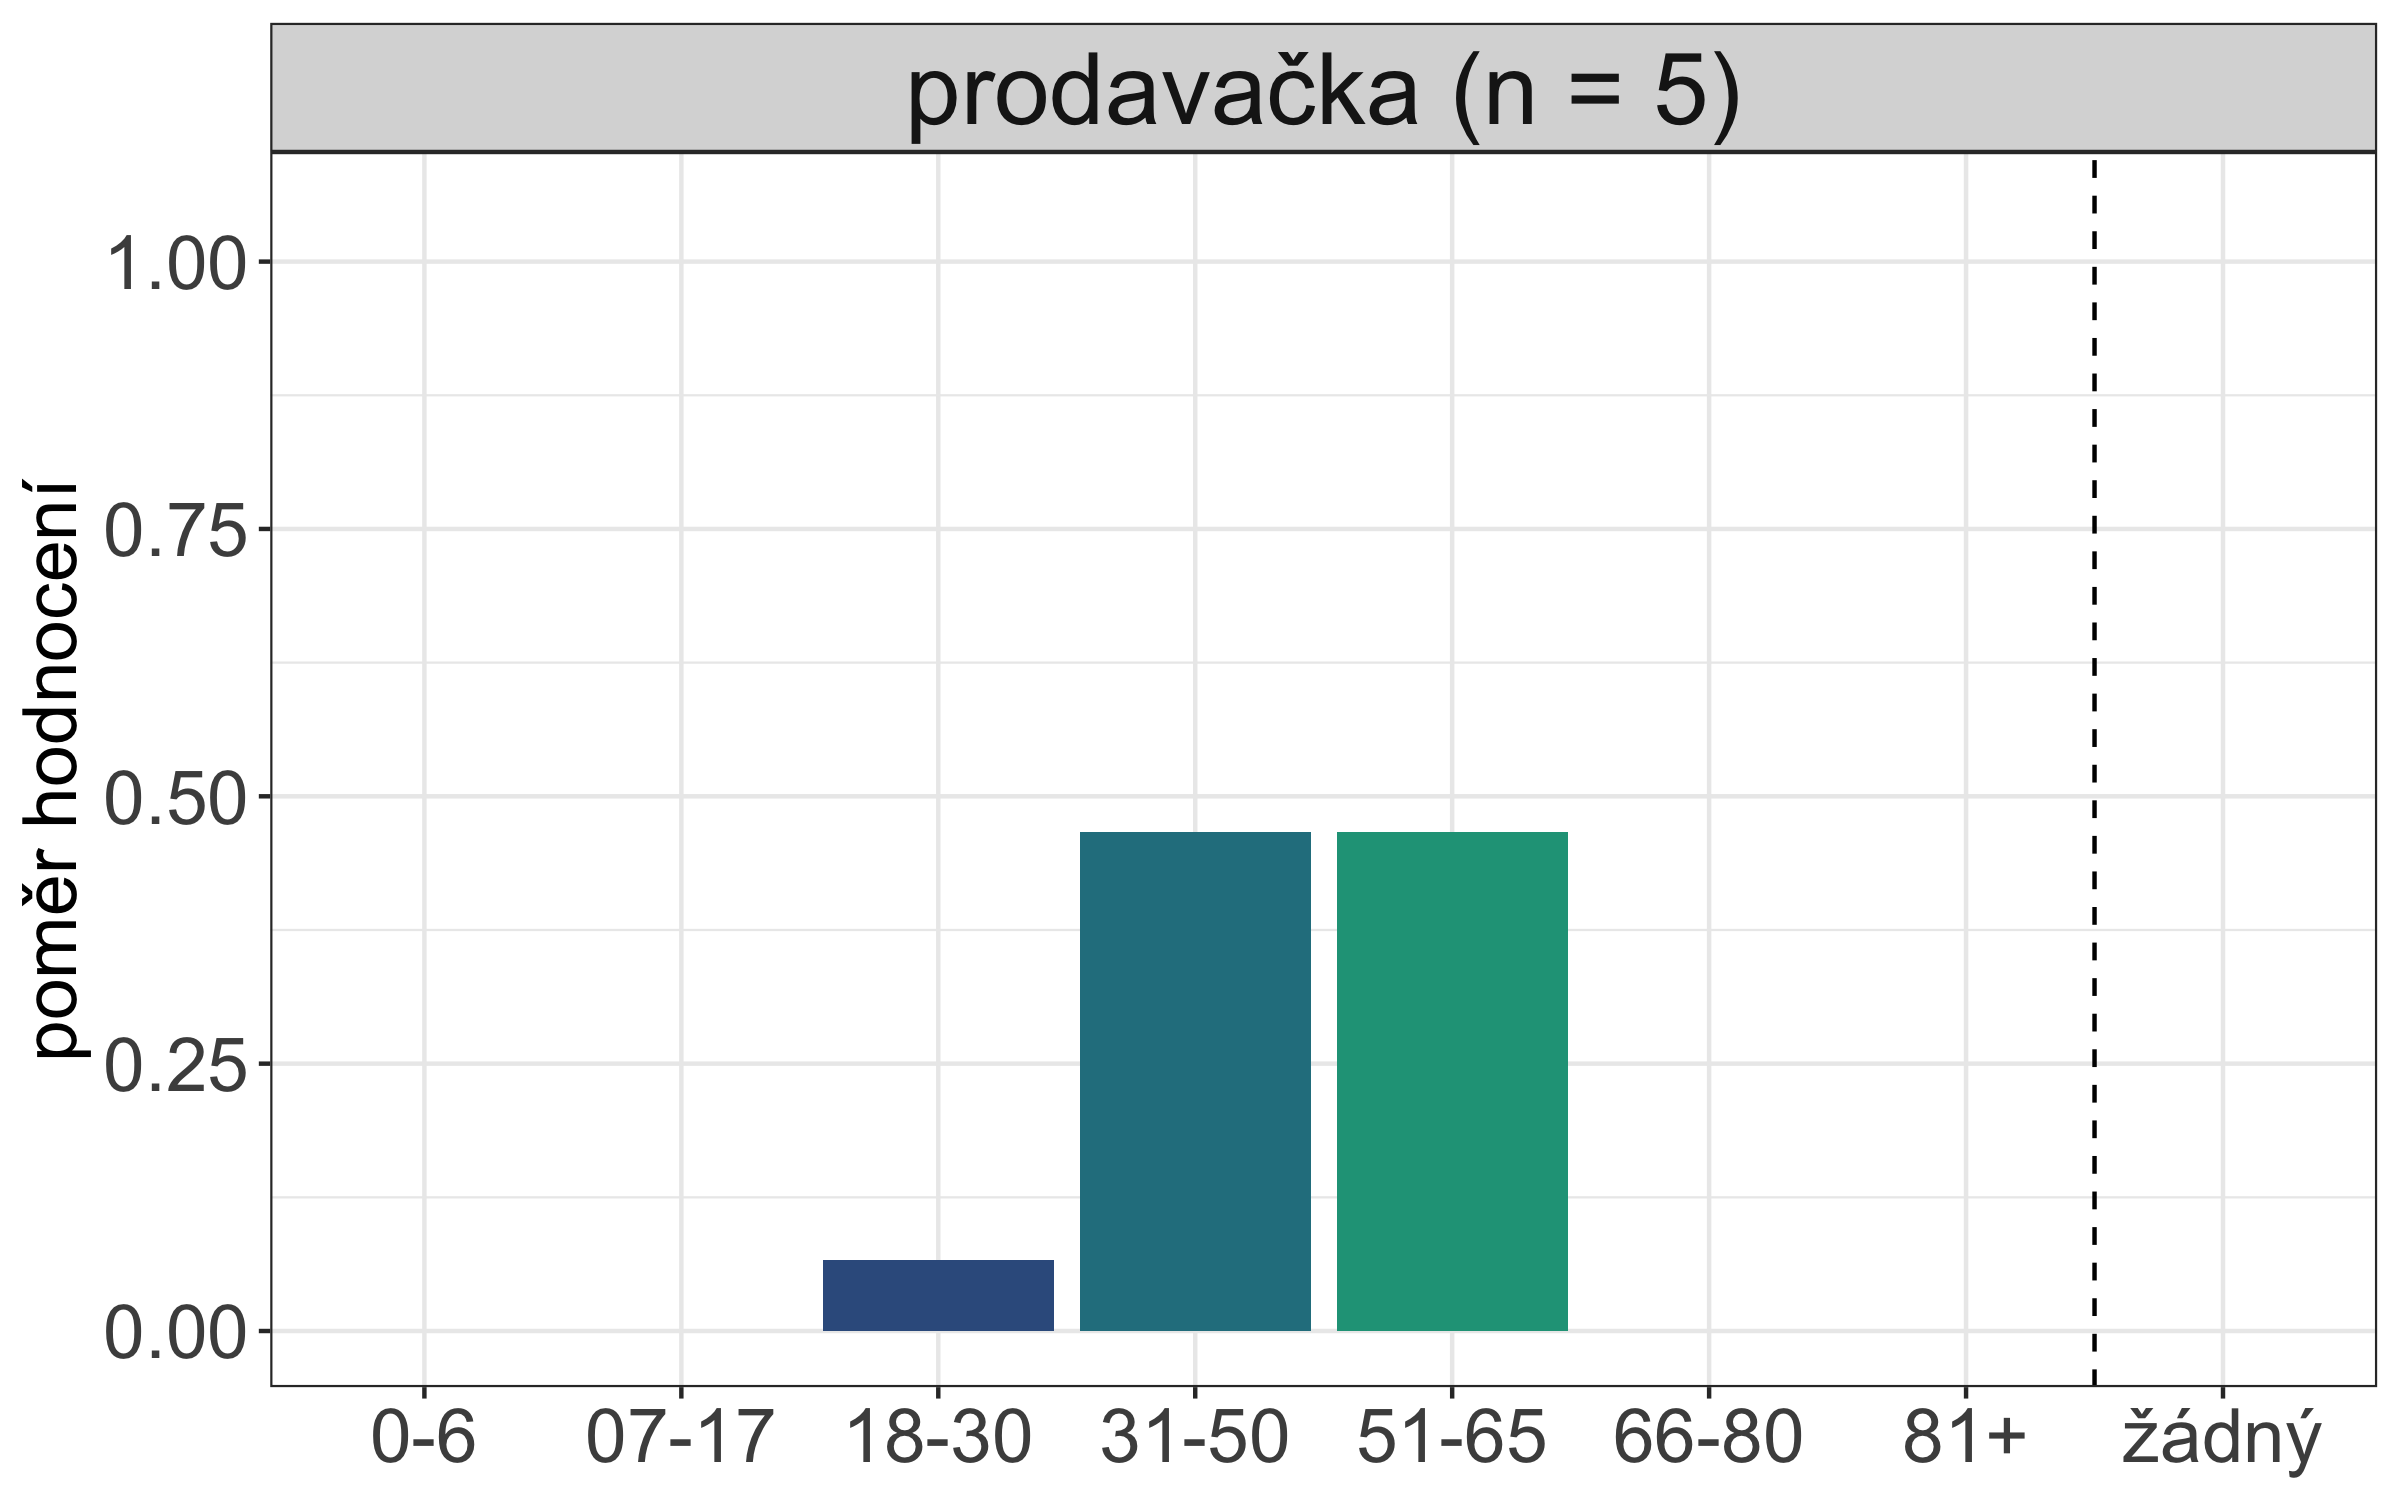 prodavačka (n = 5)
poměr hodnocení
1.00
0.75
0.50
0.25
0.00
0-6 07-17 18-30 31-50 51-65 66-80 81+ žádný